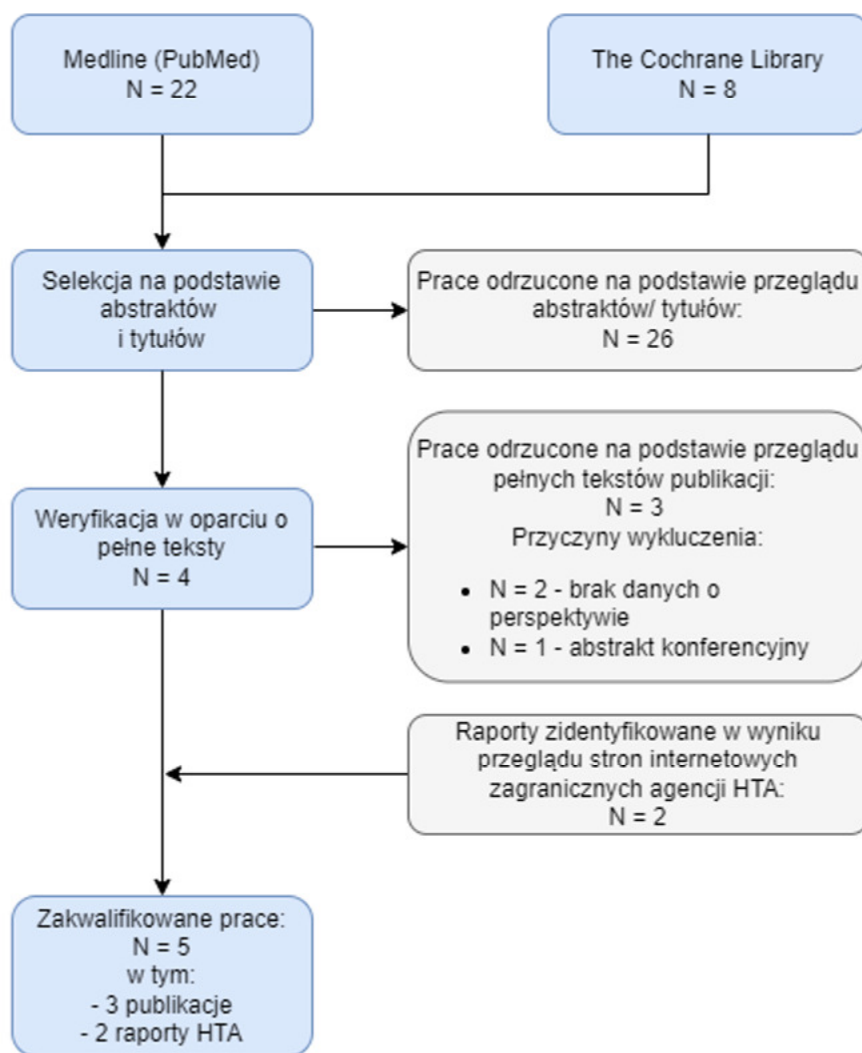 Medline (PubMed)
N = 22
The Cochrane Library
N = 8
Selekcja na podstawie
abstraktów
i tytułów
Prace odrzucone na podstawie przeglądu
abstraktów/ tytułów:
N = 26
Prace odrzucone na podstawie przeglądu
pełnych tekstów publikacji:
N = 3
Przyczyny wykluczenia:
• N = 2 - brak danych o
perspektywie
• N = 1 - abstrakt konferencyjny
Weryfikacja w oparciu o
pełne teksty
N = 4
Raporty zidentyfikowane w wyniku
przeglądu stron internetowych
zagranicznych agencji HTA:
N = 2
Zakwalifikowane prace:
N = 5
w tym:
- 3 publikacje
- 2 raporty HTA